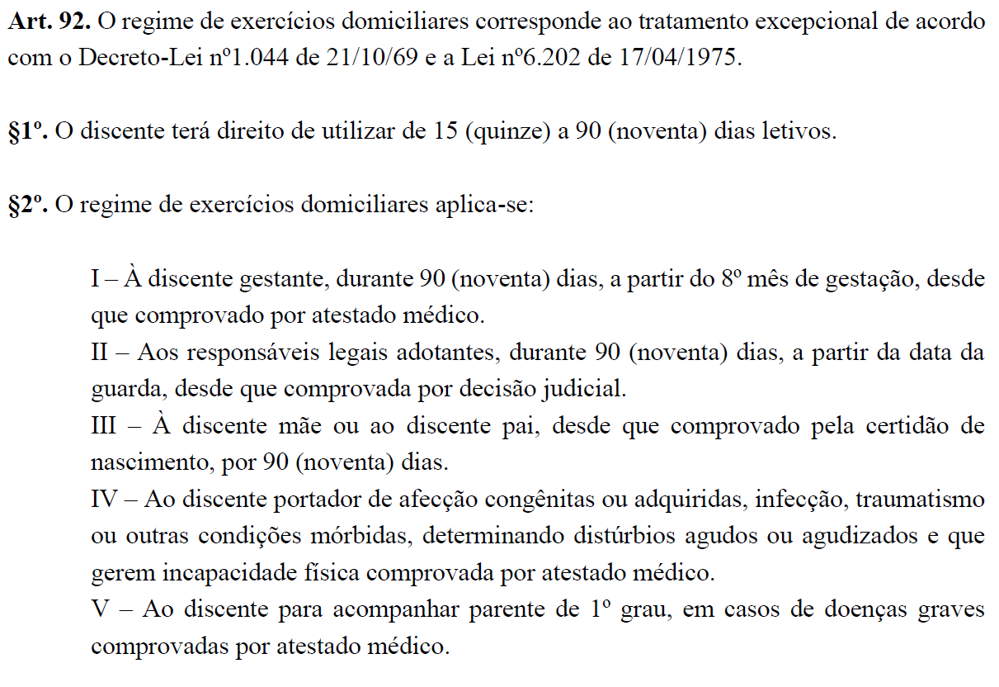 Art. 92. O regime de exercícios domiciliares corresponde ao tratamento excepcional de acordo
com o Decreto-Lei nº1.044 de 21/10/69 e a Lei nº6.202 de 17/04/1975.
§1º. O discente terá direito de utilizar de 15 (quinze) a 90 (noventa) dias letivos.
§2º. O regime de exercícios domiciliares aplica-se:
I – À discente gestante, durante 90 (noventa) dias, a partir do 8º mês de gestação, desde
que comprovado por atestado médico.
II – Aos responsáveis legais adotantes, durante 90 (noventa) dias, a partir da data da
guarda, desde que comprovada por decisão judicial.
III – À discente mãe ou ao discente pai, desde que comprovado pela certidão de
nascimento, por 90 (noventa) dias.
IV – Ao discente portador de afecção congênitas ou adquiridas, infecção, traumatismo
ou outras condições mórbidas, determinando distúrbios agudos ou agudizados e que
gerem incapacidade física comprovada por atestado médico.
V – Ao discente para acompanhar parente de 1º grau, em casos de doenças graves
comprovadas por atestado médico.